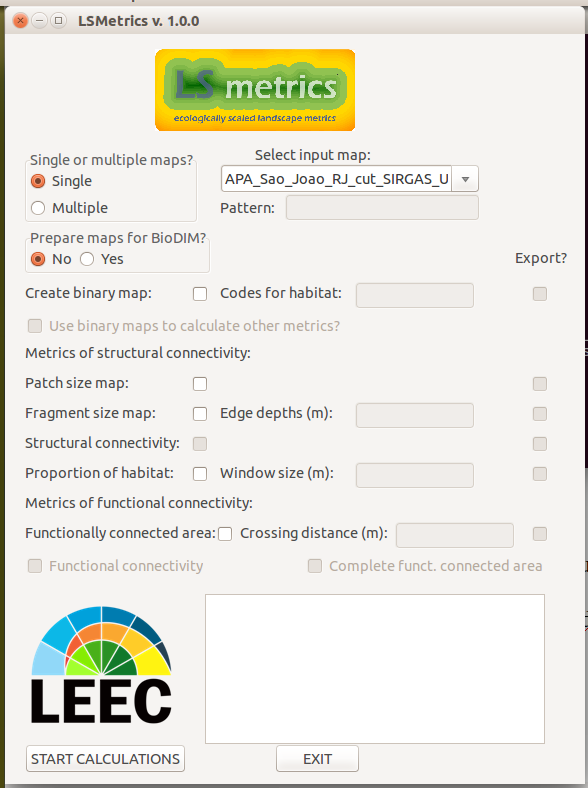 LSMetrics v. 1.0.0
LS metrics
ecologically scaled landscape metrics
Single or multiple maps?
Select input map:
Single
APA_Sao_Joao_RJ_cut_SIRGAS_U
Multiple
Pattern:
Prepare maps for BioDIM?
No Yes
Export?
Create binary map:
Codes for habitat:
Use binary maps to calculate other metrics?
Metrics of structural connectivity:
Patch size map:
Fragment size map:
Edge depths (m):
Structural connectivity:
Proportion of habitat:
Window size (m):
Metrics of functional connectivity:
Functionally connected area:
Crossing distance (m):
Functional connectivity
Complete funct. connected area
LEEC
START CALCULATIONS
EXIT